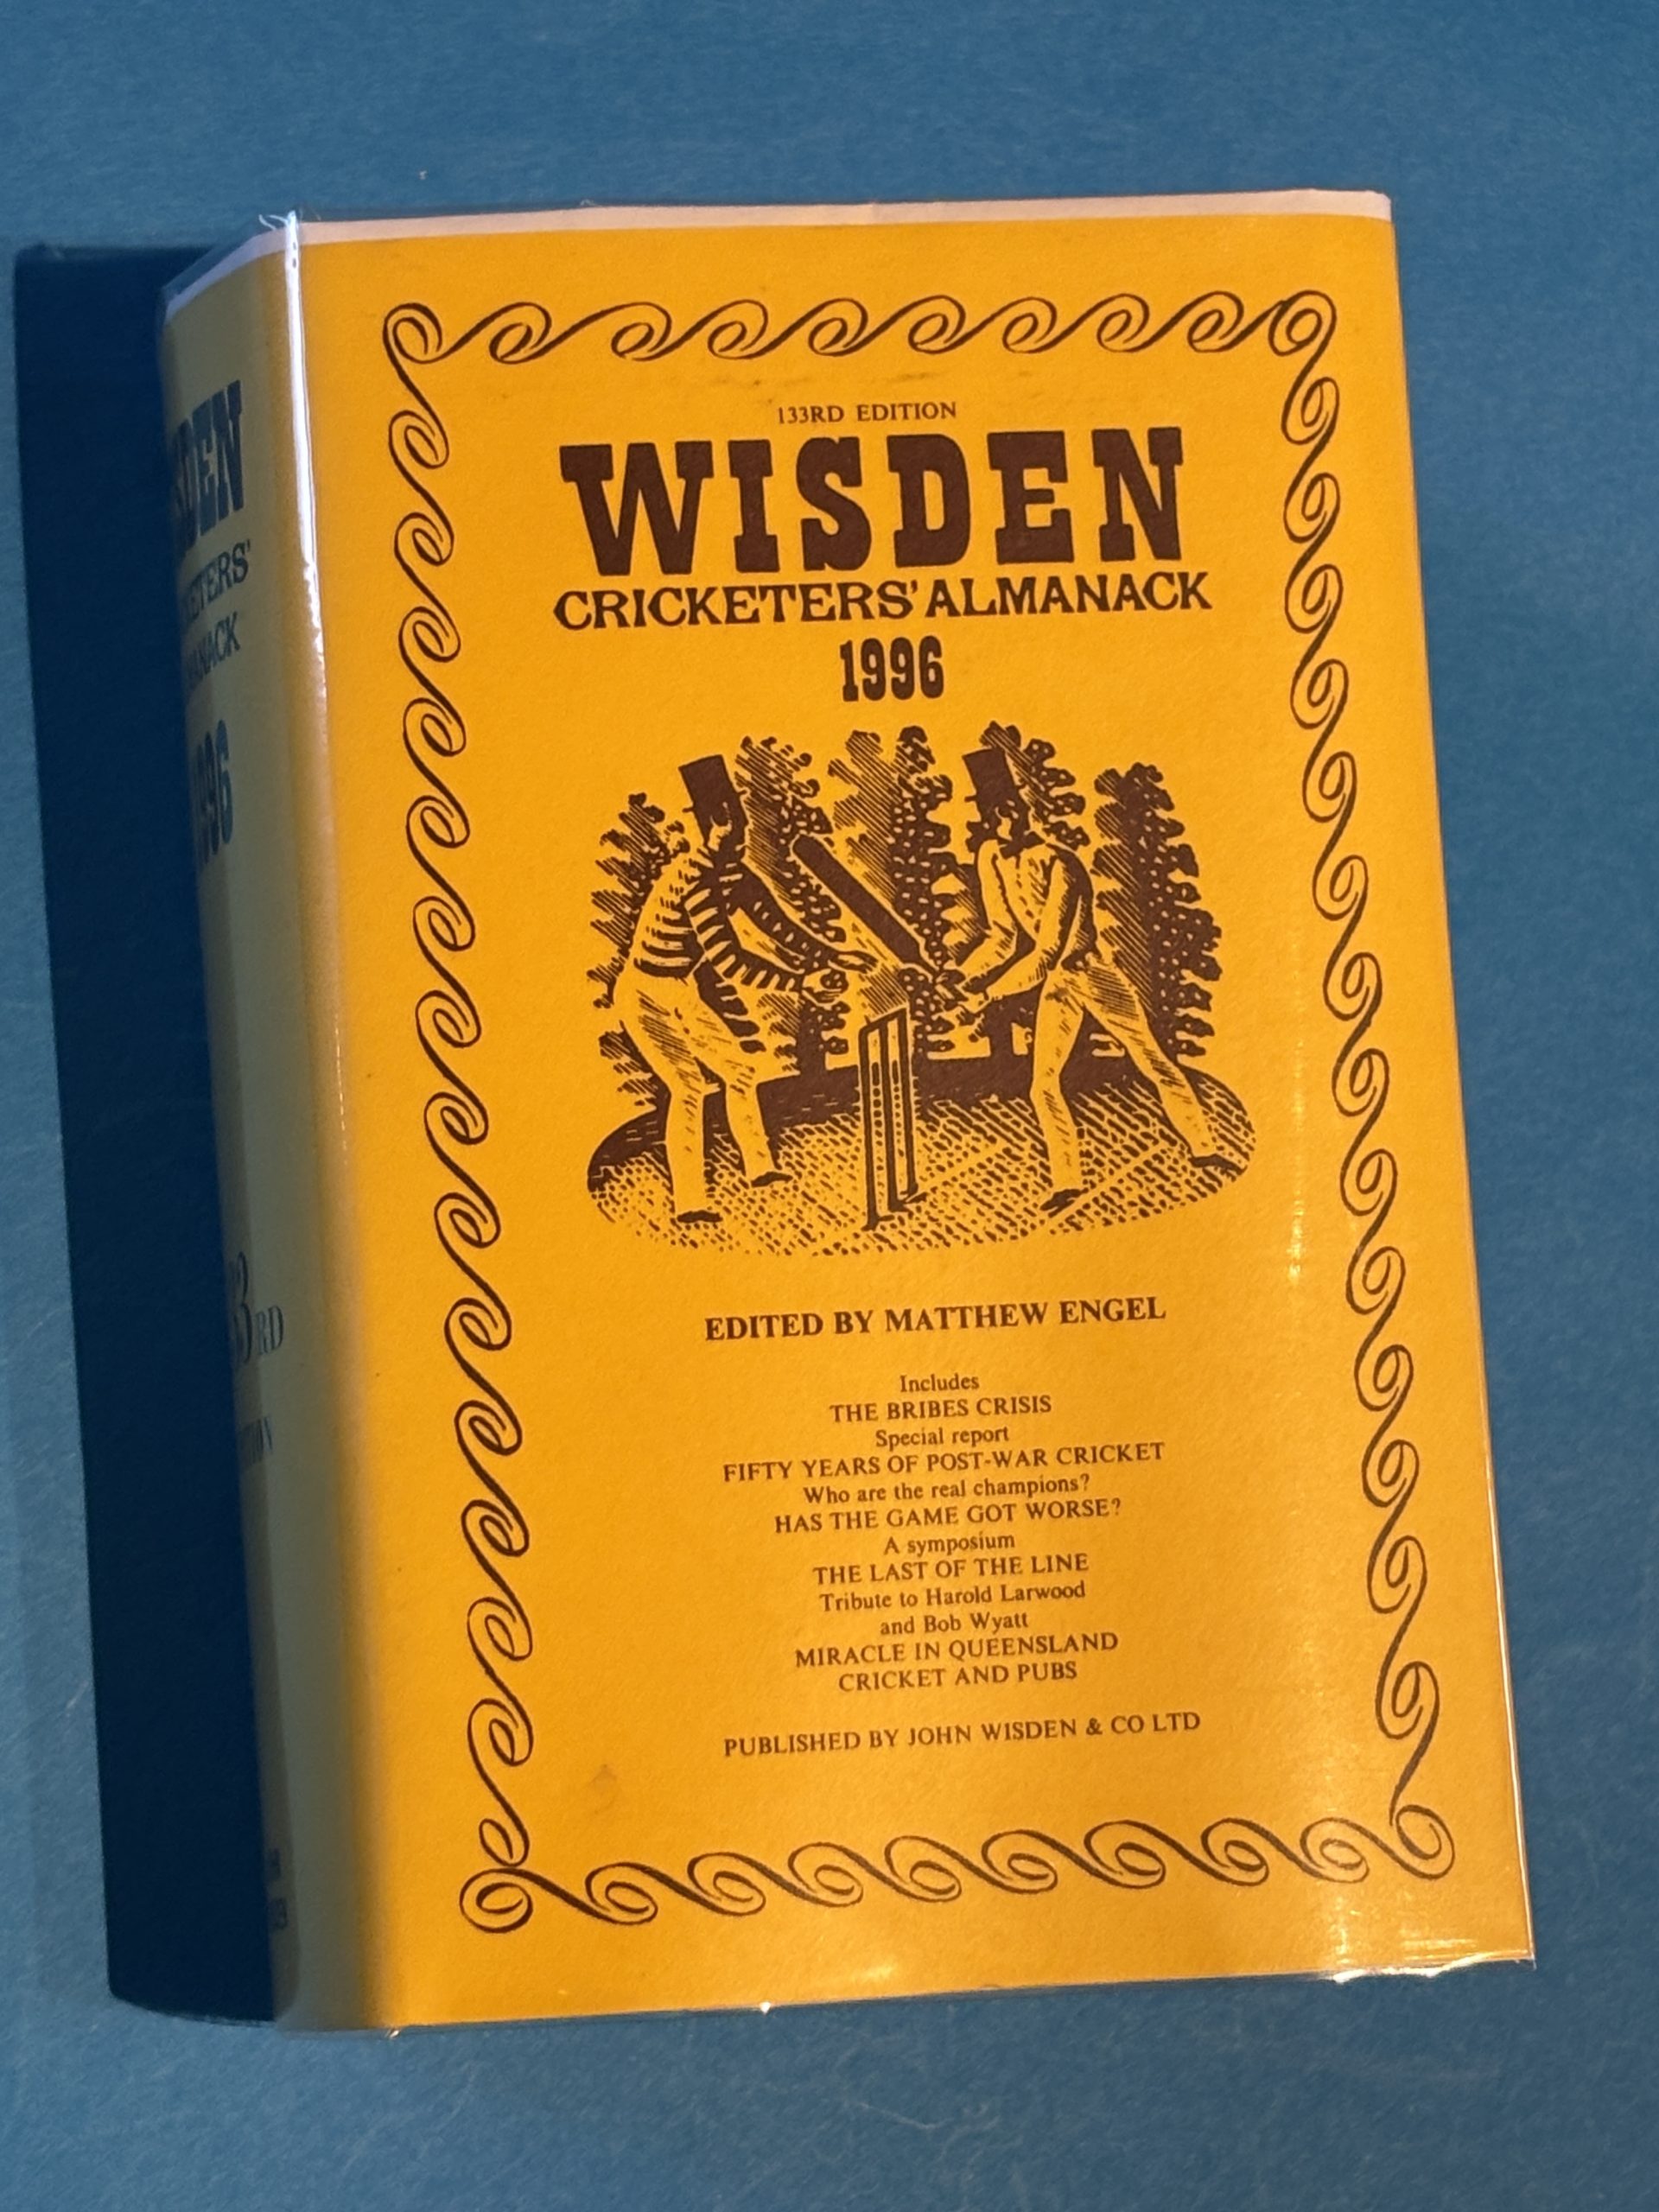 133RD EDITION
WISDEN
CRICKETERS' ALMANACK
1996
EDITED BY MATTHEW ENGEL
Includes
THE BRIBES CRISIS
Special report
FIFTY YEARS OF POST-WAR CRICKET
Who are the real champions?
HAS THE GAME GOT WORSE?
A symposium
THE LAST OF THE LINE
Tribute to Harold Larwood
and Bob Wyatt
MIRACLE IN QUEENSLAND
CRICKET AND PUBS
PUBLISHED BY JOHN WISDEN & CO LTD